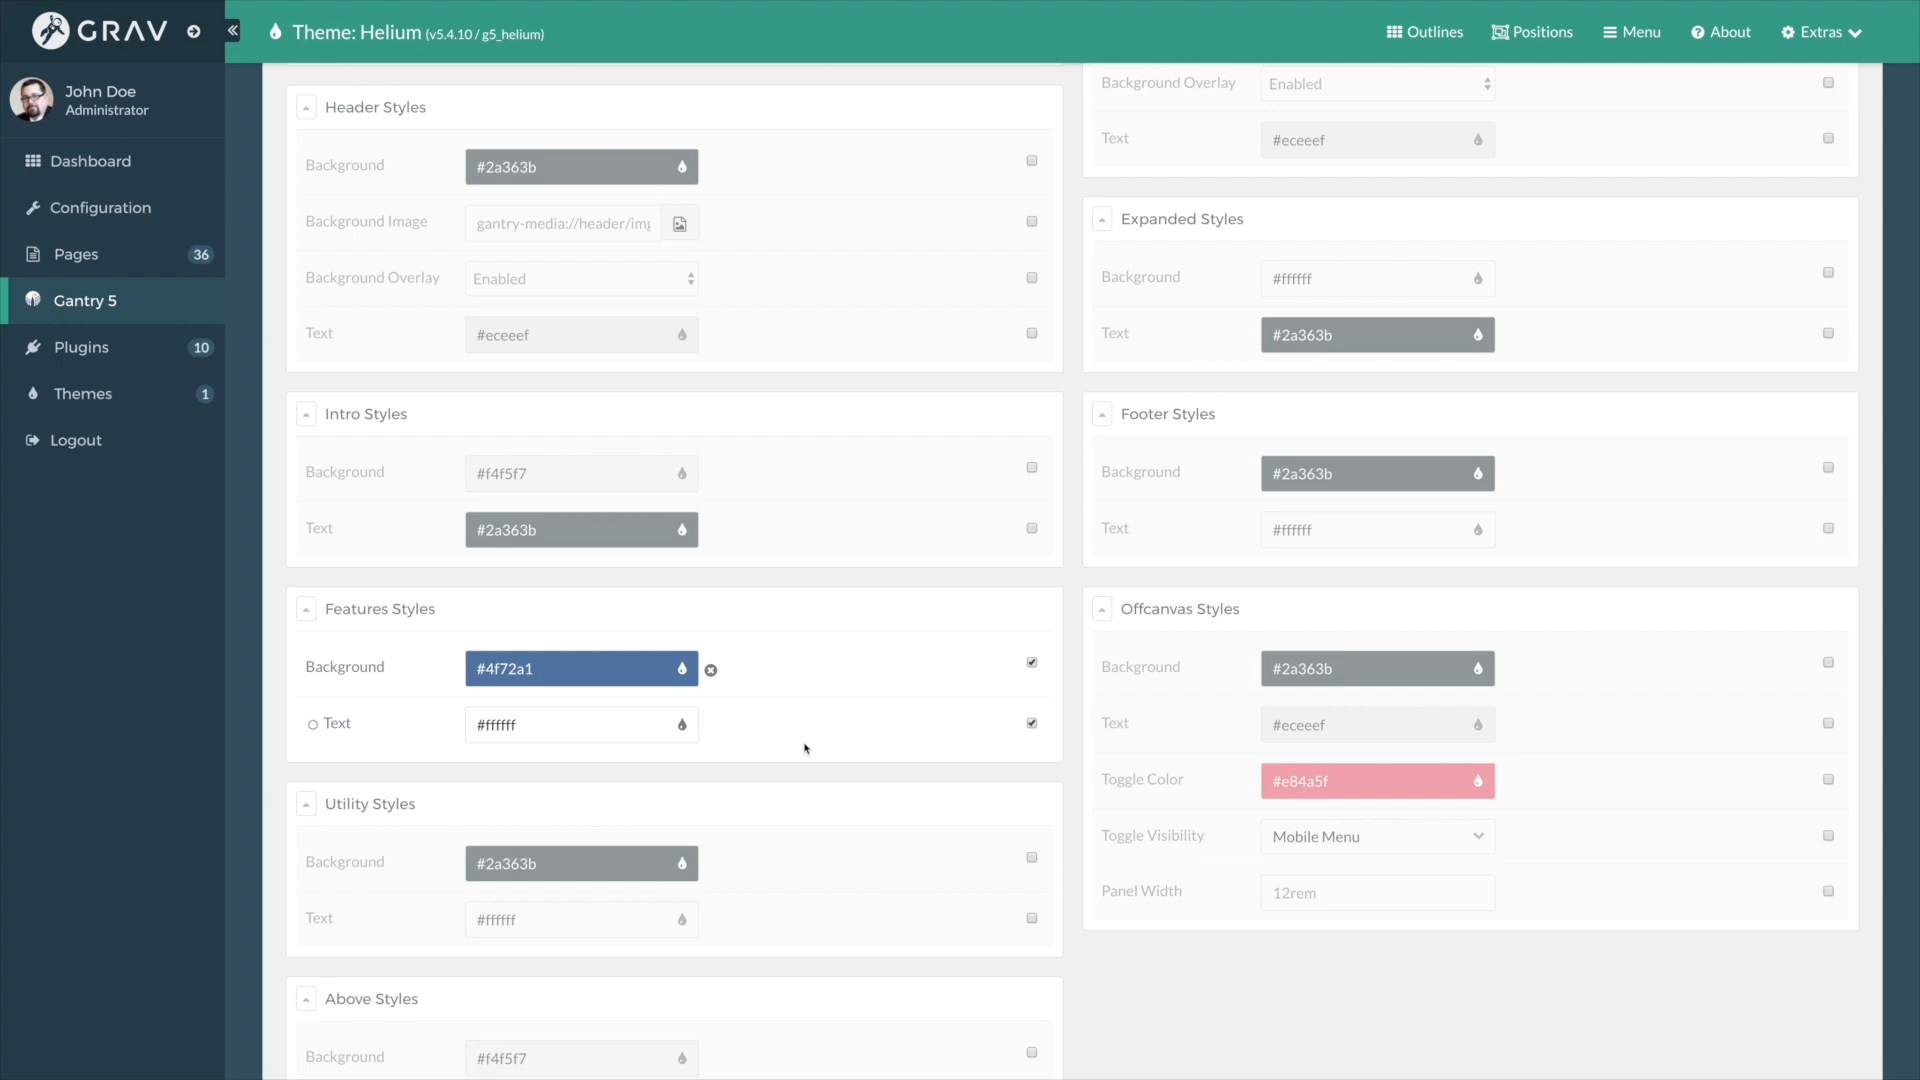 GRAV
Theme: Helium (v5.4.10 / g5_helium)
Outlines
Positions
Menu
About
Extras
John Doe
Administrator
Dashboard
Configuration
Pages 36
Gantry 5
Plugins 10
Themes 1
Logout
Header Styles
Background #2a363b
Background Image gantry-media://header/img
Background Overlay Enabled
Text #eceeef
Intro Styles
Background #f4f5f7
Text #2a363b
Features Styles
Background #4f72a1
Text #ffffff
Utility Styles
Background #2a363b
Text #ffffff
Above Styles
Background #f4f5f7
Background Overlay Enabled
Text #eceeef
Expanded Styles
Background #ffffff
Text #2a363b
Footer Styles
Background #2a363b
Text #ffffff
Offcanvas Styles
Background #2a363b
Text #eceeef
Toggle Color #e84a5f
Toggle Visibility Mobile Menu
Panel Width 12rem